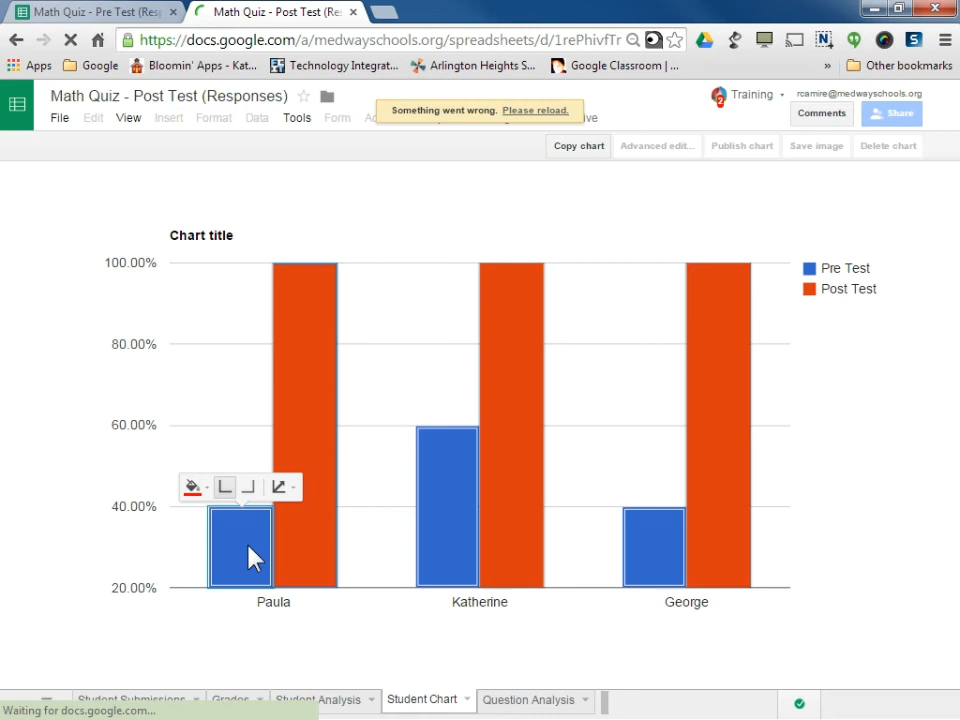 Math Quiz - Pre Test (Resp
Math Quiz - Post Test (Re:
https://docs.google.com/a/medwayschools.org/spreadsheets/d/1rePhivfTr
Apps
Google
Bloomin' Apps - Kat...
Technology Integrat...
Arlington Heights S...
Google Classroom | ...
»
Other bookmarks
Math Quiz - Post Test (Responses)
Something went wrong. Please reload.
Training
rcamire@medwayschools.org
File Edit View Insert Format Data Tools Form
Comments
Share
Copy chart
Advanced edit...
Publish chart
Save image
Delete chart
Chart title
100.00%
80.00%
60.00%
40.00%
20.00%
Pre Test
Post Test
Paula
Katherine
George
Student Submissions
Grades
Student Analysis
Student Chart
Question Analysis
Waiting for docs.google.com...